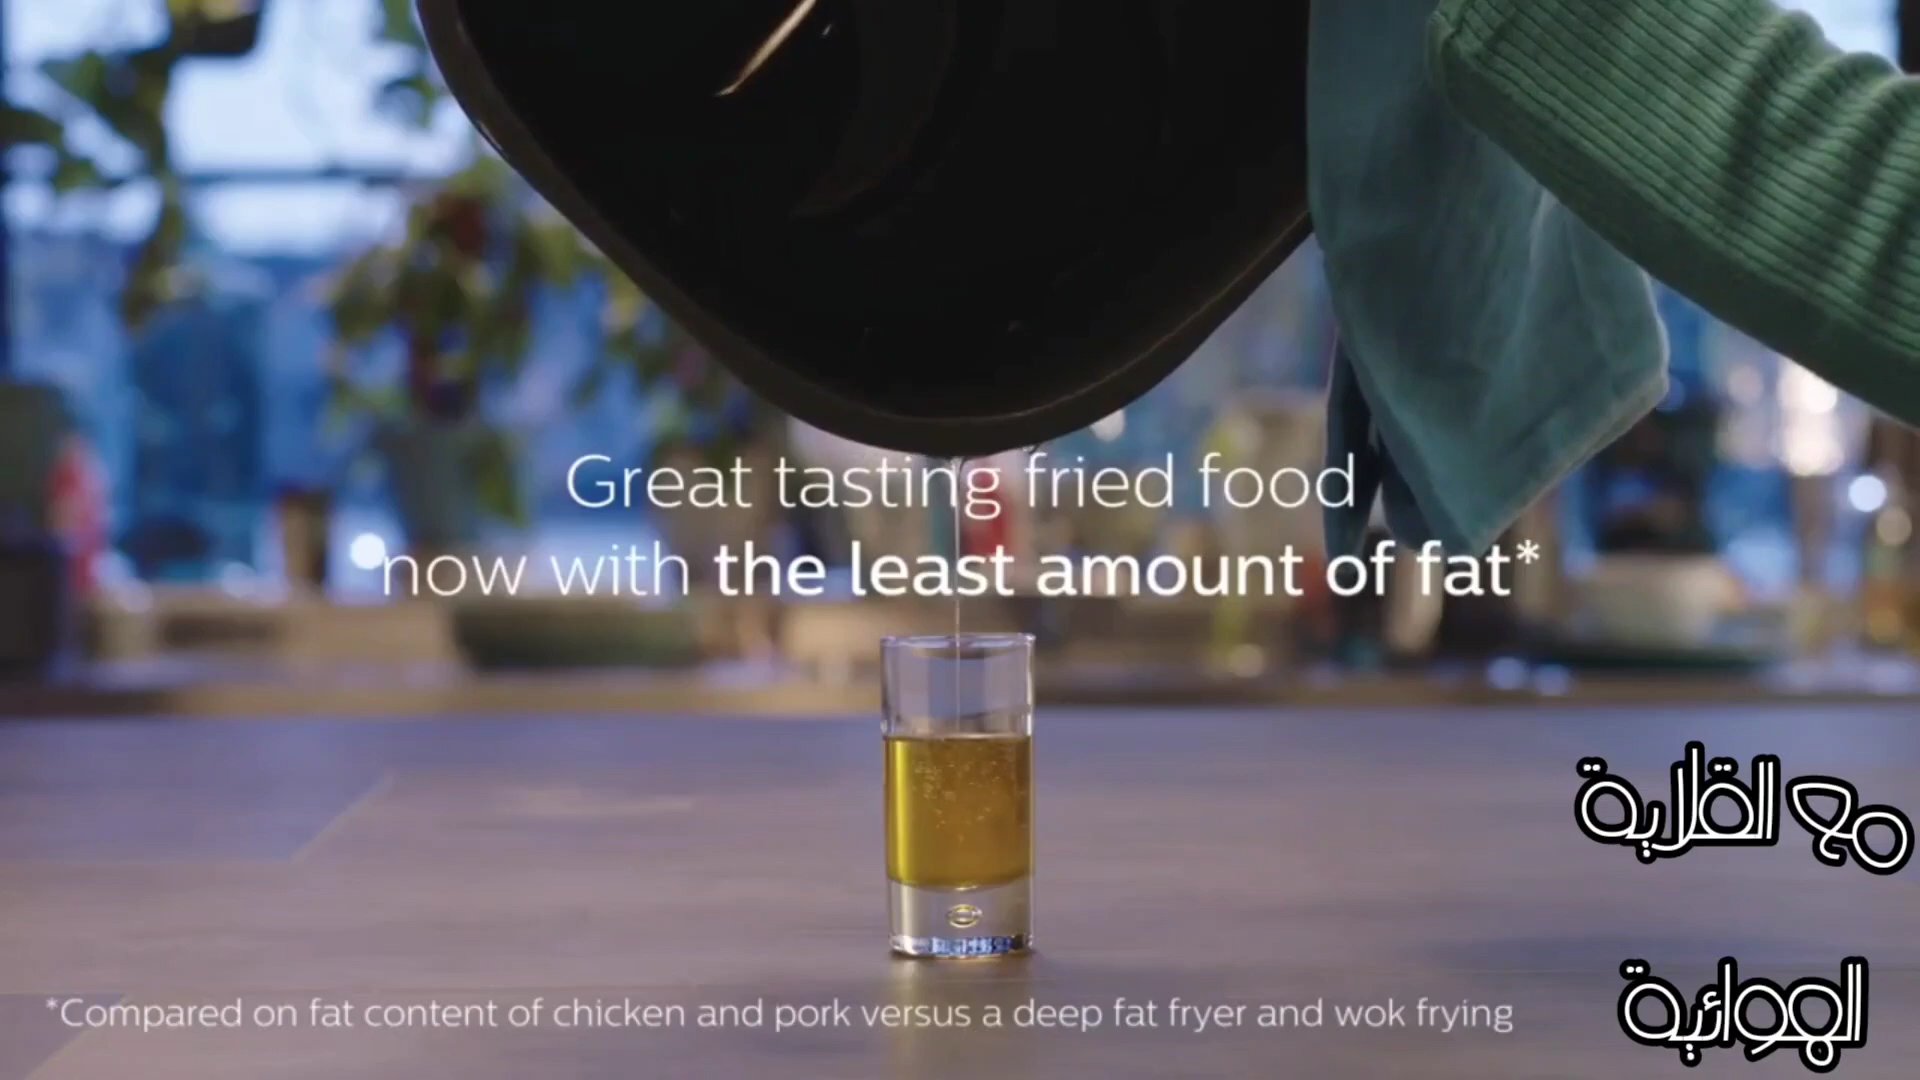 Great tasting fried food
now with the least amount of fat*
مع القلاية
الهوائية
*Compared on fat content of chicken and pork versus a deep fat fryer and wok frying